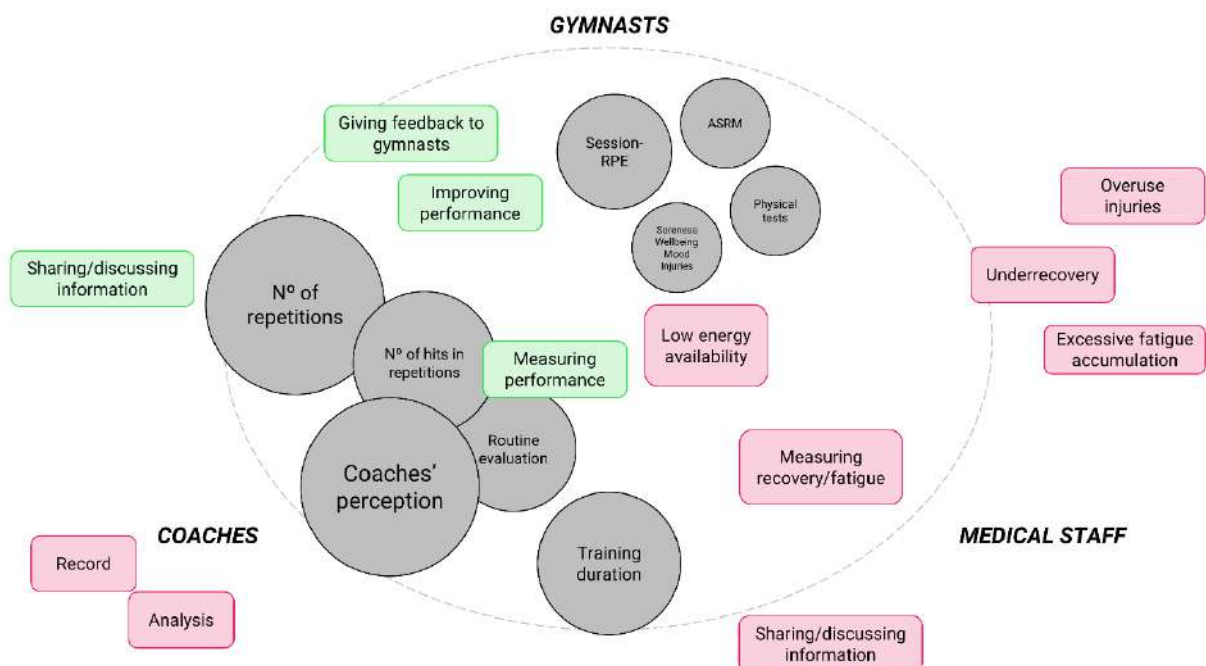 GYMNASTS
Giving feedback to
gymnasts
Session-
RPE
ASRM
Improving
performance
Physical
tests
Overuse
injuries
Soreness
Wellbeing
Mood
Injuries
Sharing/discussing
information
Underrecovery
Nº of
repetitions
Low energy
availability
Excessive fatigue
accumulation
Nº of hits in
repetitions
Measuring
performance
Routine
evaluation
Measuring
recovery/fatigue
Coaches'
perception
COACHES
MEDICAL STAFF
Record
Training
duration
Analysis
Sharing/discussing
information